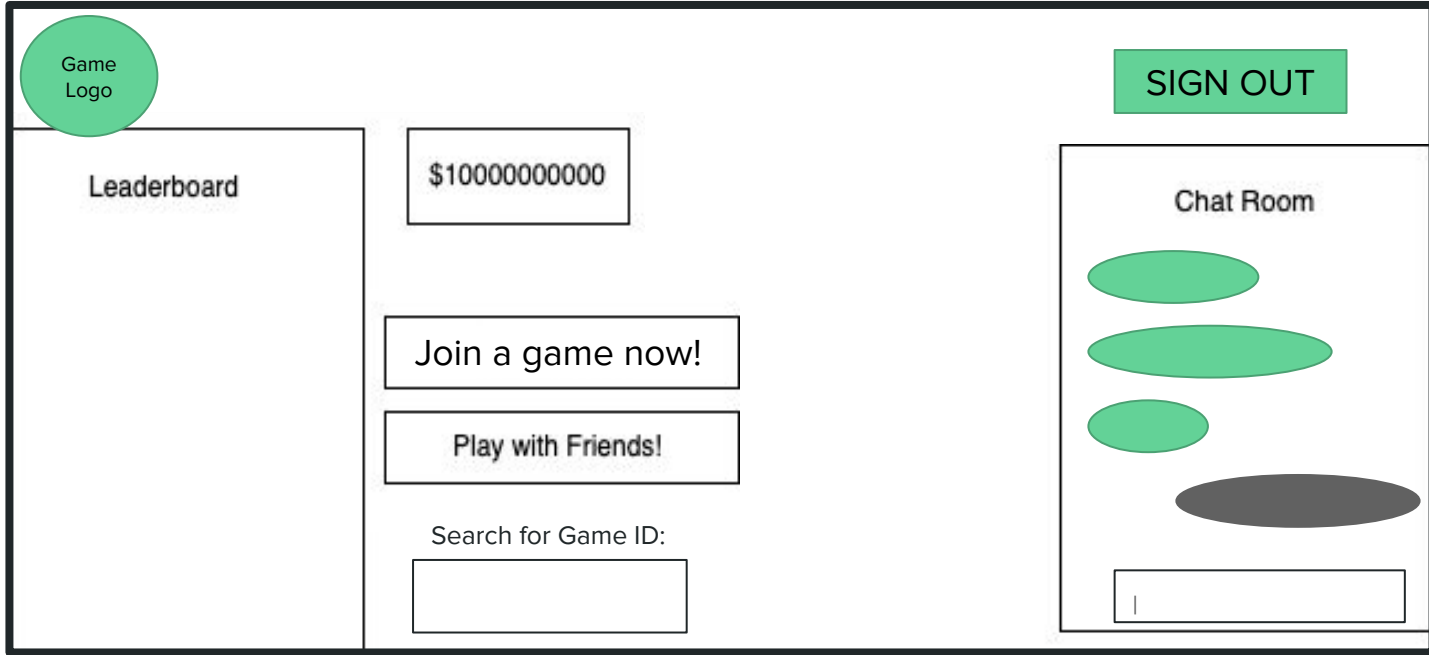 Game
Logo
SIGN OUT
Leaderboard
$10000000000
Chat Room
Join a game now!
Play with Friends!
Search for Game ID: